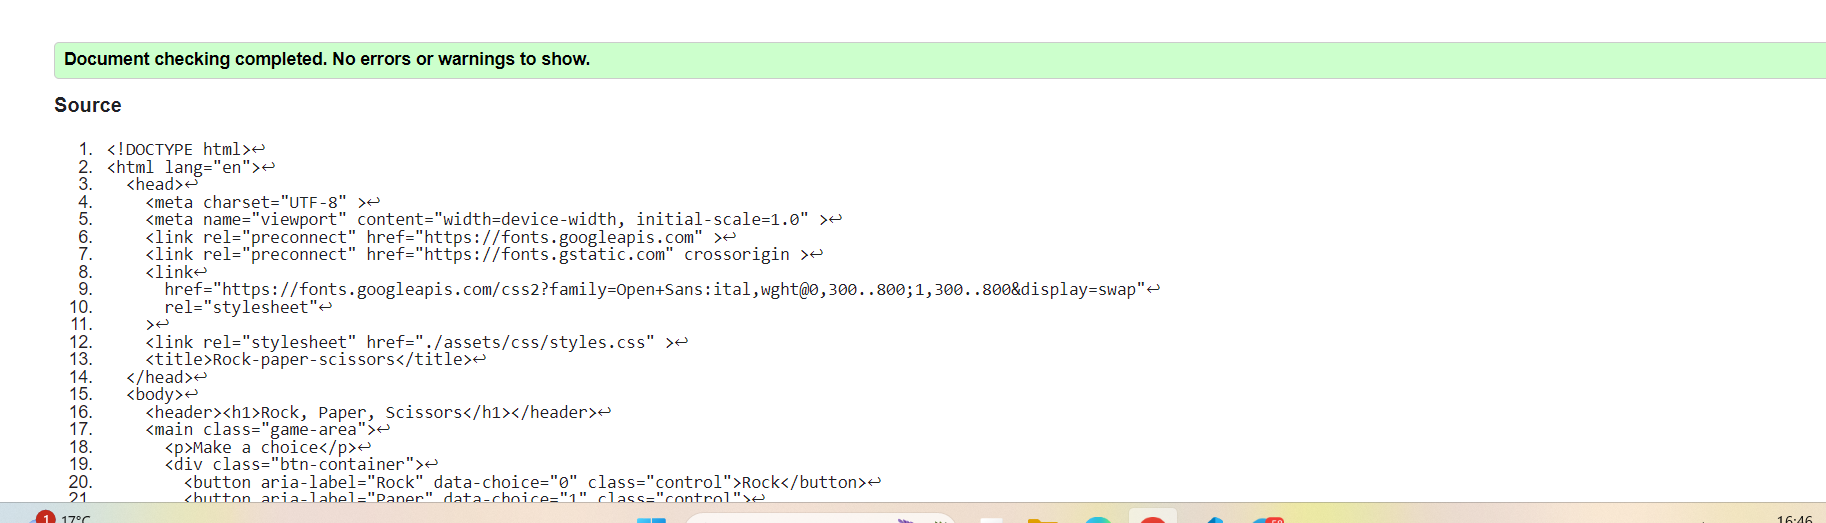 Document checking completed. No errors or warnings to show.
Source
1. <!DOCTYPE html>↩
2. <html lang="en">↩
3. <head>↩
4. <meta charset="UTF-8" >↩
5. <meta name="viewport" content="width=device-width, initial-scale=1.0" >↩
6. <link rel="preconnect" href="https://fonts.googleapis.com" >↩
7. <link rel="preconnect" href="https://fonts.gstatic.com" crossorigin >↩
8. <link↩
9. href="https://fonts.googleapis.com/css2?family=Open+Sans:ital,wght@0,300..800;1,300..800&display=swap"↩
10. rel="stylesheet"↩
11. >↩
12. <link rel="stylesheet" href="./assets/css/styles.css" >↩
13. <title>Rock-paper-scissors</title>↩
14. </head>↩
15. <body>↩
16. <header><h1>Rock, Paper, Scissors</h1></header>↩
17. <main class="game-area">↩
18. <p>Make a choice</p>↩
19. <div class="btn-container">↩
20. <button aria-label="Rock" data-choice="0" class="control">Rock</button>↩
21. <button aria-label="Paper" data-choice="1" class="control">↩
1 17°C
16:46